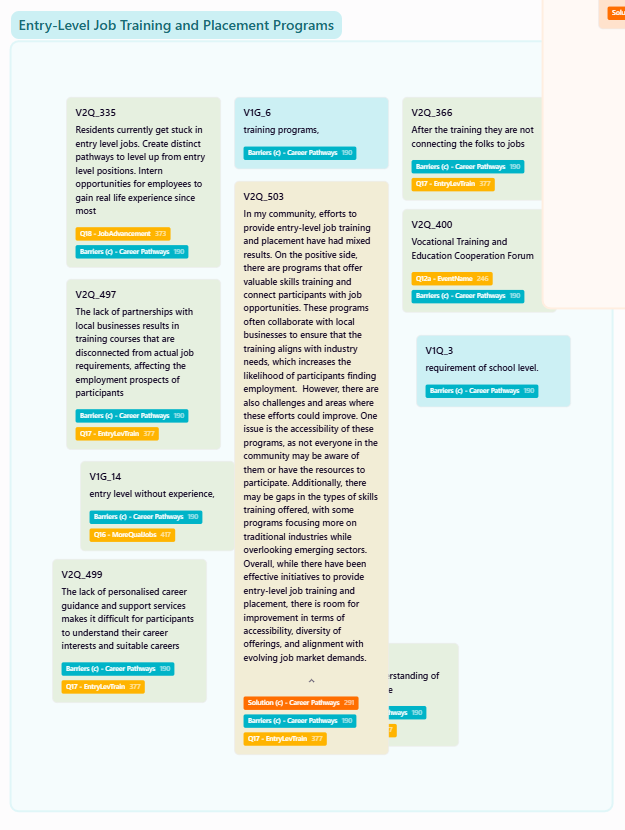 Entry-Level Job Training and Placement Programs
V2Q_335
Residents currently get stuck in
entry level jobs. Create distinct
pathways to level up from entry
level positions. Intern
opportunities for employees to
gain real life experience since
most
Q18 - JobAdvancement 373
Barriers (c) - Career Pathways 190
V2Q_497
The lack of partnerships with
local businesses results in
training courses that are
disconnected from actual job
requirements, affecting the
employment prospects of
participants
Barriers (c) - Career Pathways 190
Q17 - EntryLevTrain 377
V1G_14
entry level without experience,
Barriers (c) - Career Pathways 190
Q16 - MoreQualJobs 417
V2Q_499
The lack of personalised career
guidance and support services
makes it difficult for participants
to understand their career
interests and suitable careers
Barriers (c) - Career Pathways 190
Q17 - EntryLevTrain 377
V1G_6
training programs,
Barriers (c) - Career Pathways 190
V2Q_503
In my community, efforts to
provide entry-level job training
and placement have had mixed
results. On the positive side,
there are programs that offer
valuable skills training and
connect participants with job
opportunities. These programs
often collaborate with local
businesses to ensure that the
training aligns with industry
needs, which increases the
likelihood of participants finding
employment. However, there are
also challenges and areas where
these efforts could improve. One
issue is the accessibility of these
programs, as not everyone in the
community may be aware of
them or have the resources to
participate. Additionally, there
may be gaps in the types of skills
training offered, with some
programs focusing more on
traditional industries while
overlooking emerging sectors.
Overall, while there have been
effective initiatives to provide
entry-level job training and
placement, there is room for
improvement in terms of
accessibility, diversity of
offerings, and alignment with
evolving job market demands.
Solution (c) - Career Pathways 291
Barriers (c) - Career Pathways 190
Q17 - EntryLevTrain 377
V2Q_366
After the training they are not
connecting the folks to jobs
Barriers (c) - Career Pathways 190
Q17 - EntryLevTrain 377
V2Q_400
Vocational Training and
Education Cooperation Forum
Q12a - EventName 246
Barriers (c) - Career Pathways 190
V1Q_3
requirement of school level.
Barriers (c) - Career Pathways 190
rstanding of
e
hways 190
7
Solu